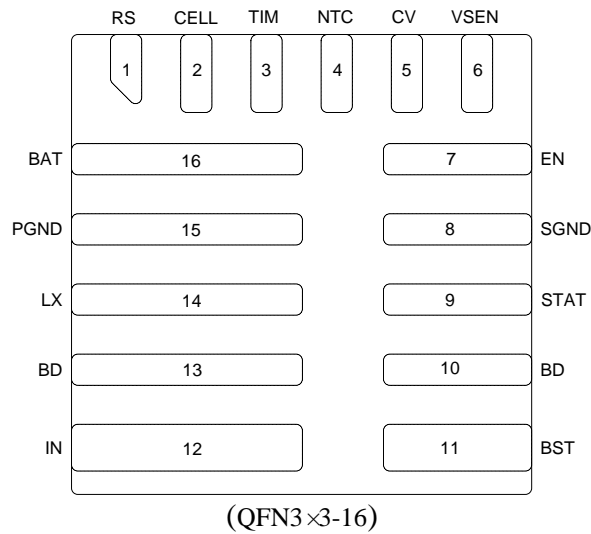 RS CELL TIM NTC CV VSEN
1 2 3 4 5 6
BAT 16 7 EN
PGND 15 8 SGND
LX 14 9 STAT
BD 13 10 BD
IN 12 11 BST
(QFN3×3-16)